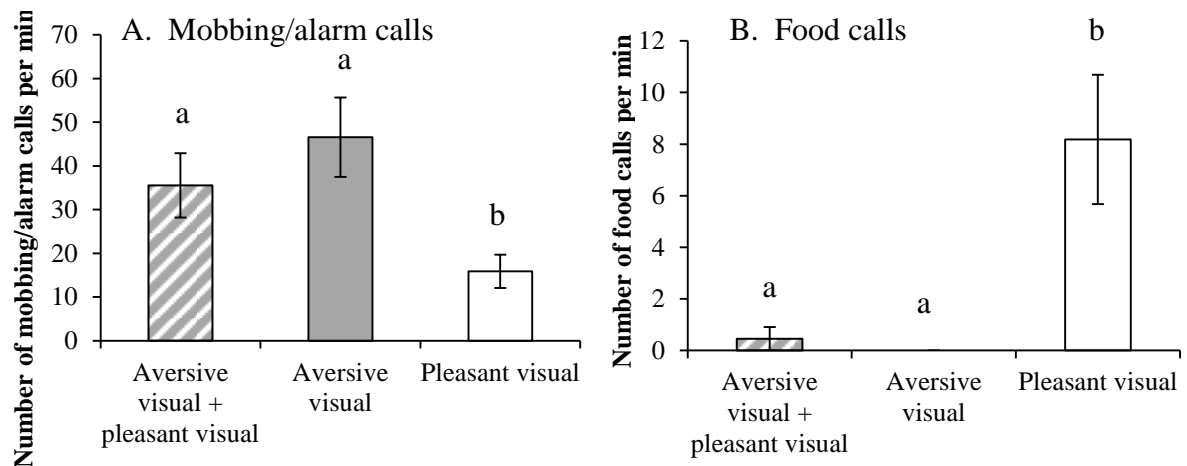 A. Mobbing/alarm calls
Number of mobbing/alarm calls per min
70
60
50
40
30
20
10
0
a
a
b
Aversive
visual +
pleasant visual
Aversive
visual
Pleasant visual
B. Food calls
Number of food calls per min
12
10
8
6
4
2
0
a
a
b
Aversive
visual +
pleasant visual
Aversive
visual
Pleasant visual